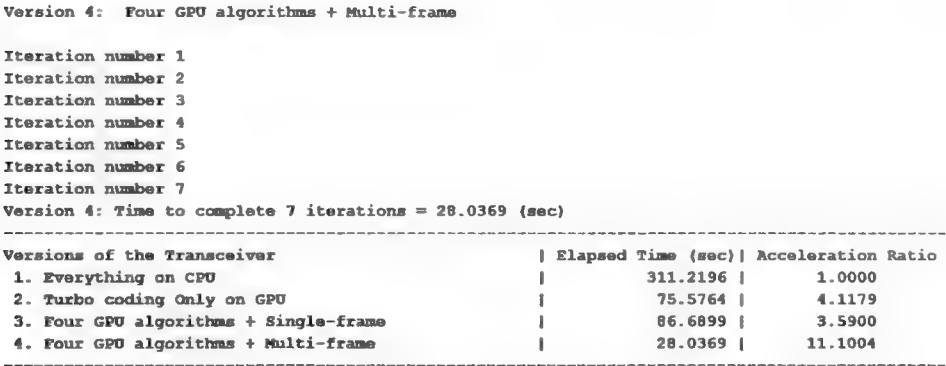 Version 4:  Four GPU algorithms + Multi-frame
Iteration number 1
Iteration number 2
Iteration number 3
Iteration number 4
Iteration number 5
Iteration number 6
Iteration number 7
Version 4: Time to complete 7 iterations = 28.0369 (sec)
Versions of the Transceiver | Elapsed Time (sec)| Acceleration Ratio
1. Everything on CPU | 311.2196 | 1.0000
2. Turbo coding Only on GPU | 75.5764 | 4.1179
3. Four GPU algorithms + Single-frame | 86.6899 | 3.5900
4. Four GPU algorithms + Multi-frame | 28.0369 | 11.1004